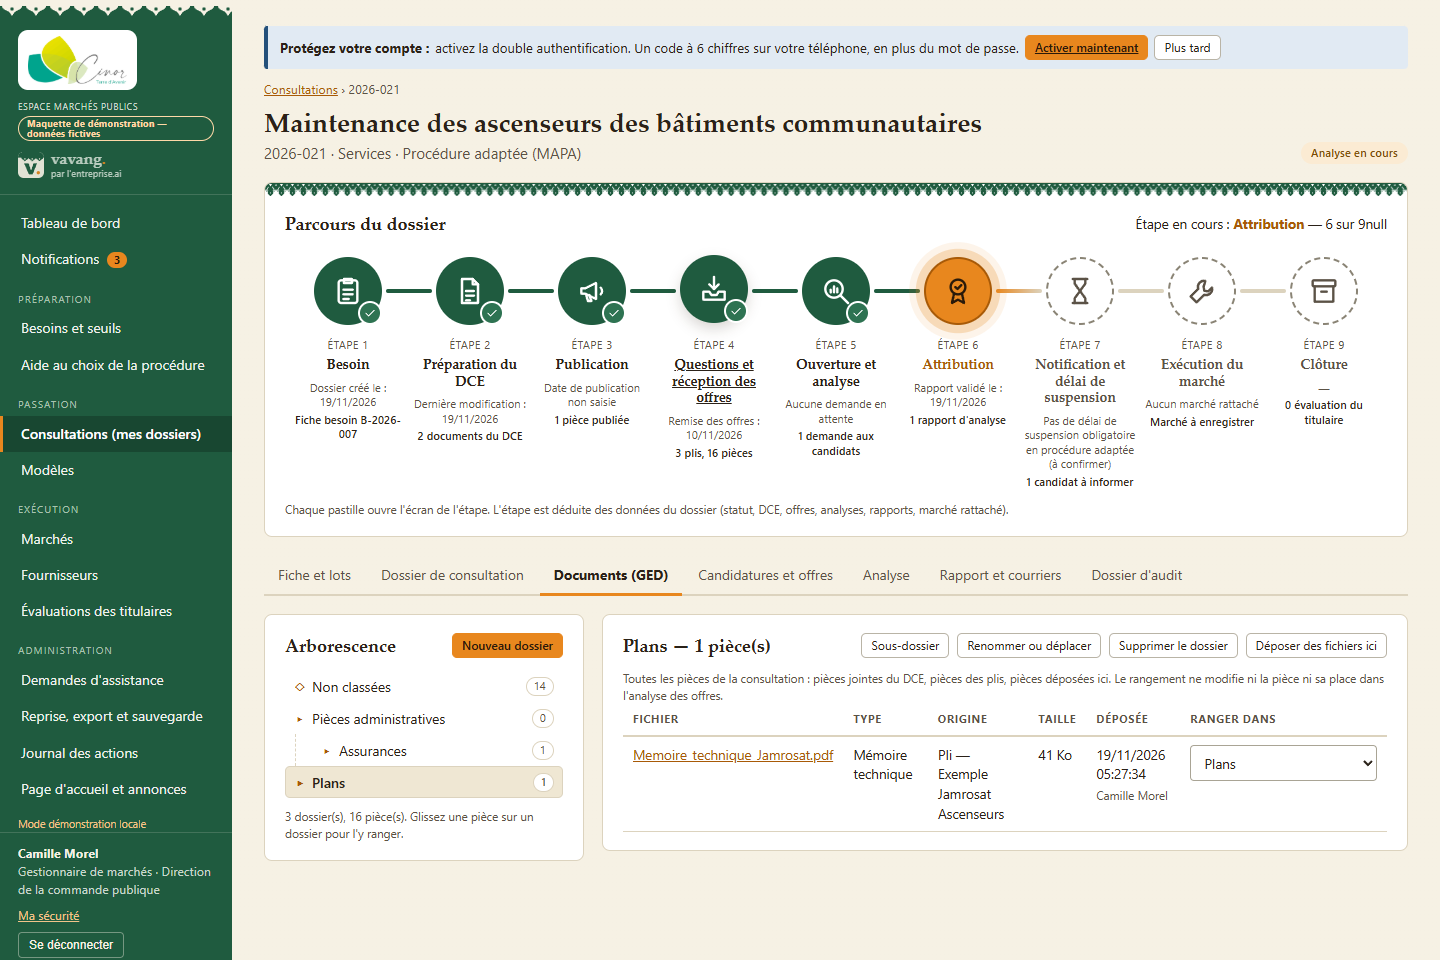 Cinor
Terre d'Avenir
ESPACE MARCHÉS PUBLICS
Maquette de démonstration —
données fictives
v.
vavang.
par l'entreprise.ai
Tableau de bord
Notifications 3
PRÉPARATION
Besoins et seuils
Aide au choix de la procédure
PASSATION
Consultations (mes dossiers)
Modèles
EXÉCUTION
Marchés
Fournisseurs
Évaluations des titulaires
ADMINISTRATION
Demandes d'assistance
Reprise, export et sauvegarde
Journal des actions
Page d'accueil et annonces
Mode démonstration locale
Camille Morel
Gestionnaire de marchés · Direction
de la commande publique
Ma sécurité
Se déconnecter
Protégez votre compte : activez la double authentification. Un code à 6 chiffres sur votre téléphone, en plus du mot de passe. Activer maintenant Plus tard
Consultations › 2026-021
Maintenance des ascenseurs des bâtiments communautaires
2026-021 · Services · Procédure adaptée (MAPA)
Analyse en cours
Parcours du dossier
Étape en cours : Attribution — 6 sur 9null
ÉTAPE 1
Besoin
Dossier créé le :
19/11/2026
Fiche besoin B-2026-
007
ÉTAPE 2
Préparation du
DCE
Dernière modification :
19/11/2026
2 documents du DCE
ÉTAPE 3
Publication
Date de publication
non saisie
1 pièce publiée
ÉTAPE 4
Questions et
réception des
offres
Remise des offres :
10/11/2026
3 plis, 16 pièces
ÉTAPE 5
Ouverture et
analyse
Aucune demande en
attente
1 demande aux
candidats
ÉTAPE 6
Attribution
Rapport validé le :
19/11/2026
1 rapport d'analyse
ÉTAPE 7
Notification et
délai de
suspension
Pas de délai de
suspension obligatoire
en procédure adaptée
(à confirmer)
1 candidat à informer
ÉTAPE 8
Exécution du
marché
Aucun marché rattaché
Marché à enregistrer
ÉTAPE 9
Clôture
—
0 évaluation du
titulaire
Chaque pastille ouvre l'écran de l'étape. L'étape est déduite des données du dossier (statut, DCE, offres, analyses, rapports, marché rattaché).
Fiche et lots Dossier de consultation Documents (GED) Candidatures et offres Analyse Rapport et courriers Dossier d'audit
Arborescence
Nouveau dossier
Non classées 14
Pièces administratives 0
Assurances 1
Plans 1
3 dossier(s), 16 pièce(s). Glissez une pièce sur un
dossier pour l'y ranger.
Plans — 1 pièce(s)
Sous-dossier Renommer ou déplacer Supprimer le dossier Déposer des fichiers ici
Toutes les pièces de la consultation : pièces jointes du DCE, pièces des plis, pièces déposées ici. Le rangement ne modifie ni la pièce ni sa place dans
l'analyse des offres.
FICHIER TYPE ORIGINE TAILLE DÉPOSÉE RANGER DANS
Memoire_technique_Jamrosat.pdf
Mémoire
technique
Pli —
Exemple
Jamrosat
Ascenseurs
41 Ko
19/11/2026
05:27:34
Camille Morel
Plans